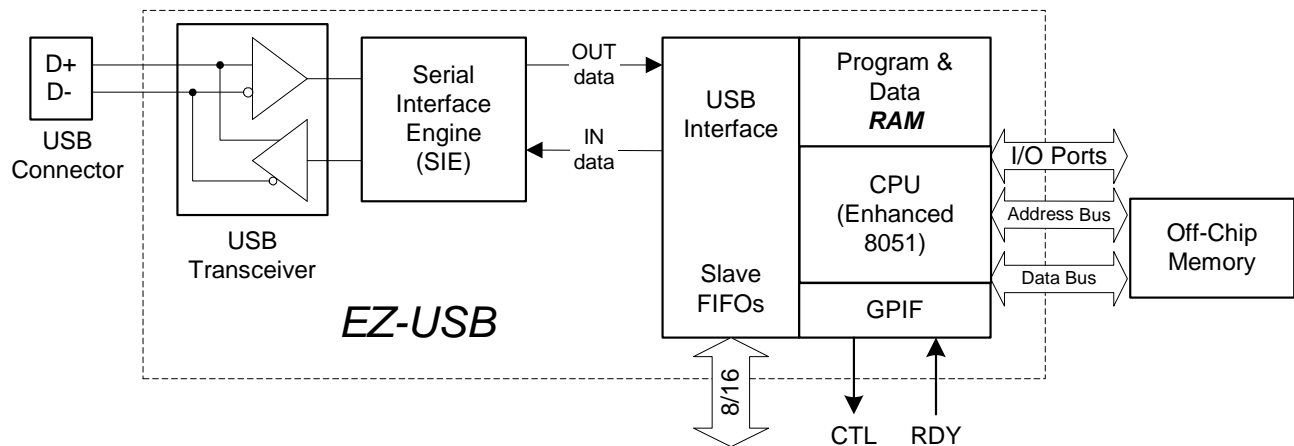 D+
D-
USB
Connector
USB
Transceiver
Serial
Interface
Engine
(SIE)
OUT
data
IN
data
USB
Interface
Slave
FIFOs
Program &
Data
RAM
CPU
(Enhanced
8051)
GPIF
I/O Ports
Address Bus
Data Bus
Off-Chip
Memory
EZ-USB
8/16
CTL
RDY